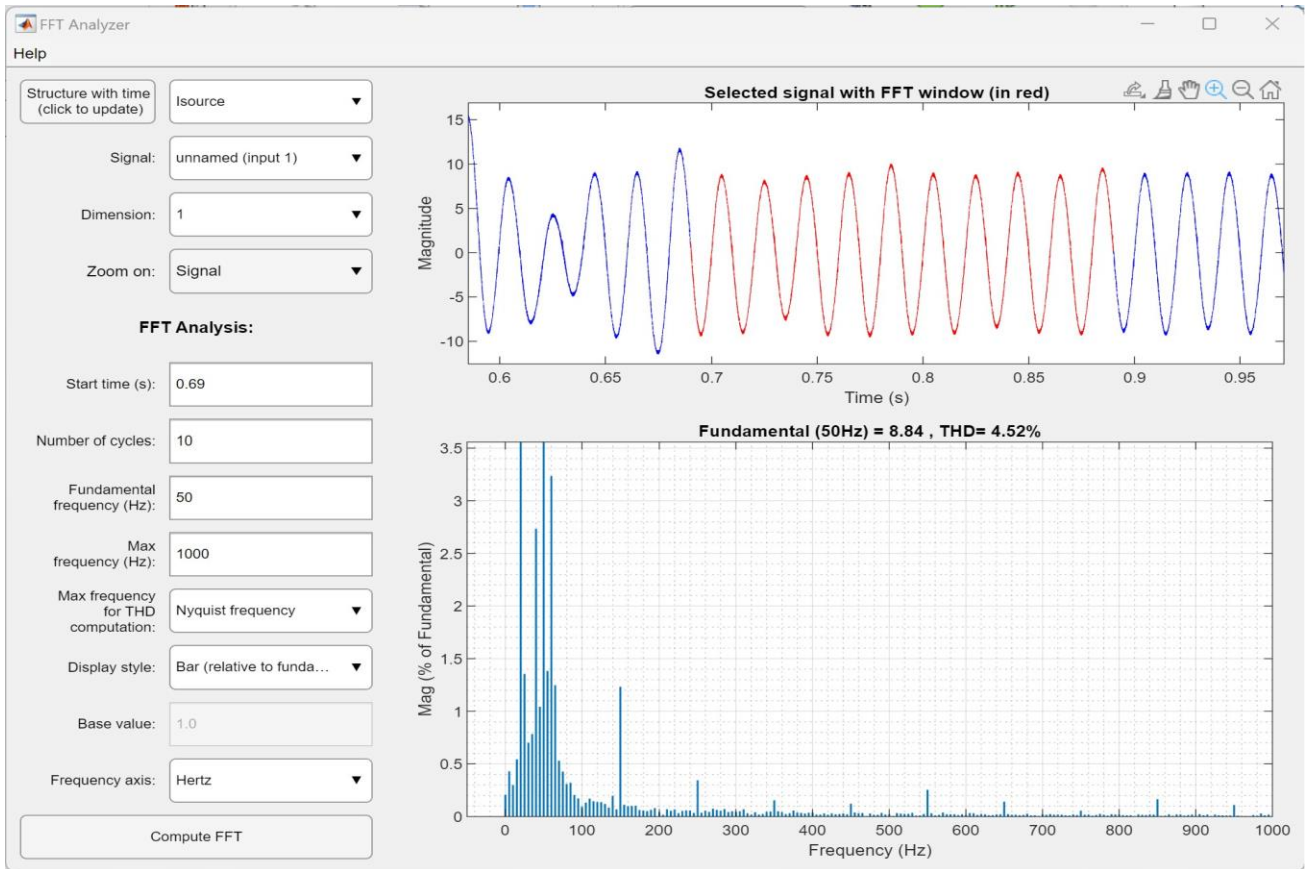 FFT Analyzer
Help
Structure with time
(click to update)
Isource
Signal:
unnamed (input 1)
Dimension:
1
Zoom on:
Signal
FFT Analysis:
Start time (s):
0.69
Number of cycles:
10
Fundamental
frequency (Hz):
50
Max
frequency (Hz):
1000
Max frequency
for THD
computation:
Nyquist frequency
Display style:
Bar (relative to funda...
Base value:
1.0
Frequency axis:
Hertz
Compute FFT
Selected signal with FFT window (in red)
Magnitude
15
10
5
0
-5
-10
0.6
0.65
0.7
0.75
0.8
0.85
0.9
0.95
Time (s)
Fundamental (50Hz) = 8.84 , THD= 4.52%
Mag (% of Fundamental)
3.5
3
2.5
2
1.5
1
0.5
0
0
100
200
300
400
500
600
700
800
900
1000
Frequency (Hz)